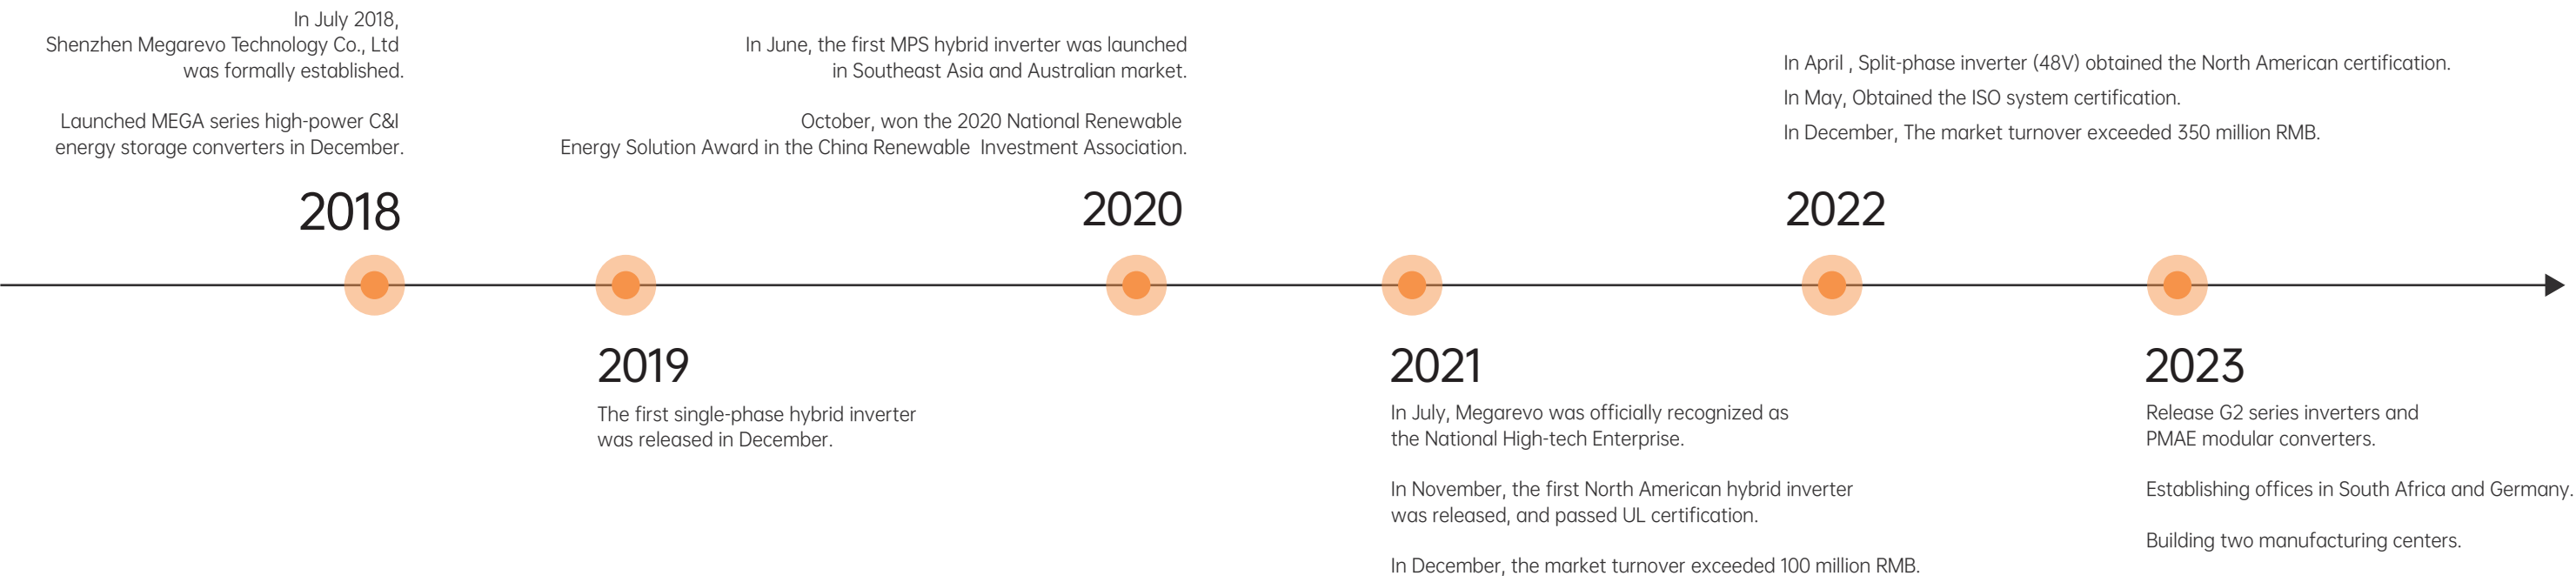 In July 2018,
Shenzhen Megarevo Technology Co., Ltd
was formally established.
Launched MEGA series high-power C&I
energy storage converters in December.
2018
2019
The first single-phase hybrid inverter
was released in December.
In June, the first MPS hybrid inverter was launched
in Southeast Asia and Australian market.
October, won the 2020 National Renewable
Energy Solution Award in the China Renewable Investment Association.
2020
2021
In July, Megarevo was officially recognized as
the National High-tech Enterprise.
In November, the first North American hybrid inverter
was released, and passed UL certification.
In December, the market turnover exceeded 100 million RMB.
In April , Split-phase inverter (48V) obtained the North American certification.
In May, Obtained the ISO system certification.
In December, The market turnover exceeded 350 million RMB.
2022
2023
Release G2 series inverters and
PMAE modular converters.
Establishing offices in South Africa and Germany.
Building two manufacturing centers.